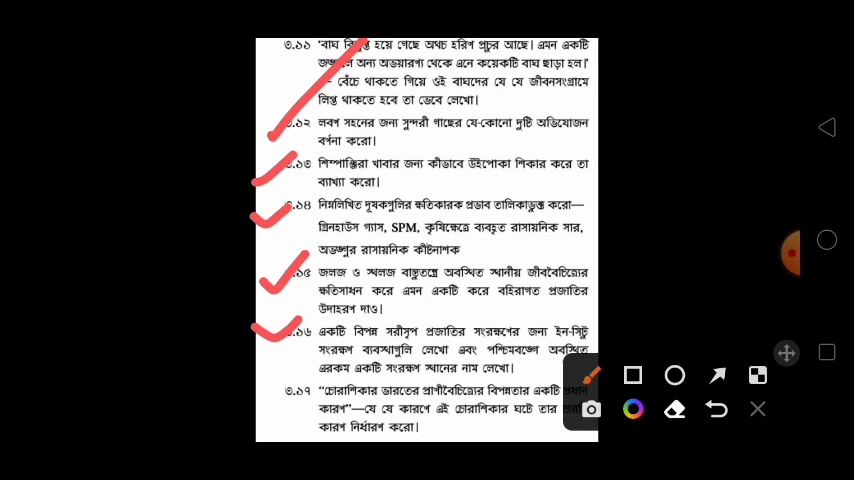 ৩.১১ 'বাঘ বিলুপ্ত হয়ে গেছে অথচ হরিণ প্রচুর আছে। এমন একটি
জঙ্গলে অন্য অভয়ারণ্য থেকে এনে কয়েকটি বাঘ ছাড়া হল।'
— বেঁচে থাকতে গিয়ে ওই বাঘদের যে যে জীবনসংগ্রামে
লিপ্ত থাকতে হবে তা ভেবে লেখো।
৩.১২ লবণ সহনের জন্য সুন্দরী গাছের যে-কোনো দুটি অভিযোজন
বর্ণনা করো।
৩.১৩ শিম্পাঞ্জিরা খাবার জন্য কীভাবে উইপোকা শিকার করে তা
ব্যাখ্যা করো।
৩.১৪ নিম্নলিখিত দূষকগুলির ক্ষতিকারক প্রভাব তালিকাভুক্ত করো—
গ্রিনহাউস গ্যাস, SPM, কৃষিক্ষেত্রে ব্যবহৃত রাসায়নিক সার,
অভঙ্গুর রাসায়নিক কীটনাশক
৩.১৫ জলজ ও স্থলজ বাস্তুতন্ত্রে অবস্থিত স্থানীয় জীববৈচিত্র্যের
ক্ষতিসাধন করে এমন একটি করে বহিরাগত প্রজাতির
উদাহরণ দাও।
৩.১৬ একটি বিপন্ন সরীসৃপ প্রজাতির সংরক্ষণের জন্য ইন-সিটু
সংরক্ষণ ব্যবস্থাগুলি লেখো এবং পশ্চিমবঙ্গে অবস্থিত
এরকম একটি সংরক্ষণ স্থানের নাম লেখো।
৩.১৭ "চোরাশিকার ভারতের প্রাণীবৈচিত্র্যের বিপন্নতার একটি প্রধান
কারণ"—যে যে কারণে এই চোরাশিকার ঘটে তার
কারণ নির্ধারণ করো।